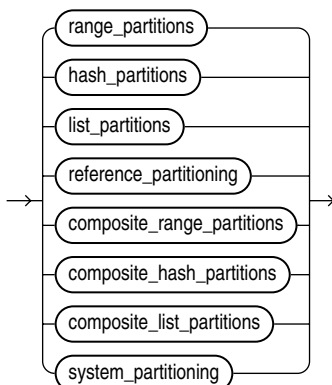 range_partitions
hash_partitions
list_partitions
reference_partitioning
composite_range_partitions
composite_hash_partitions
composite_list_partitions
system_partitioning